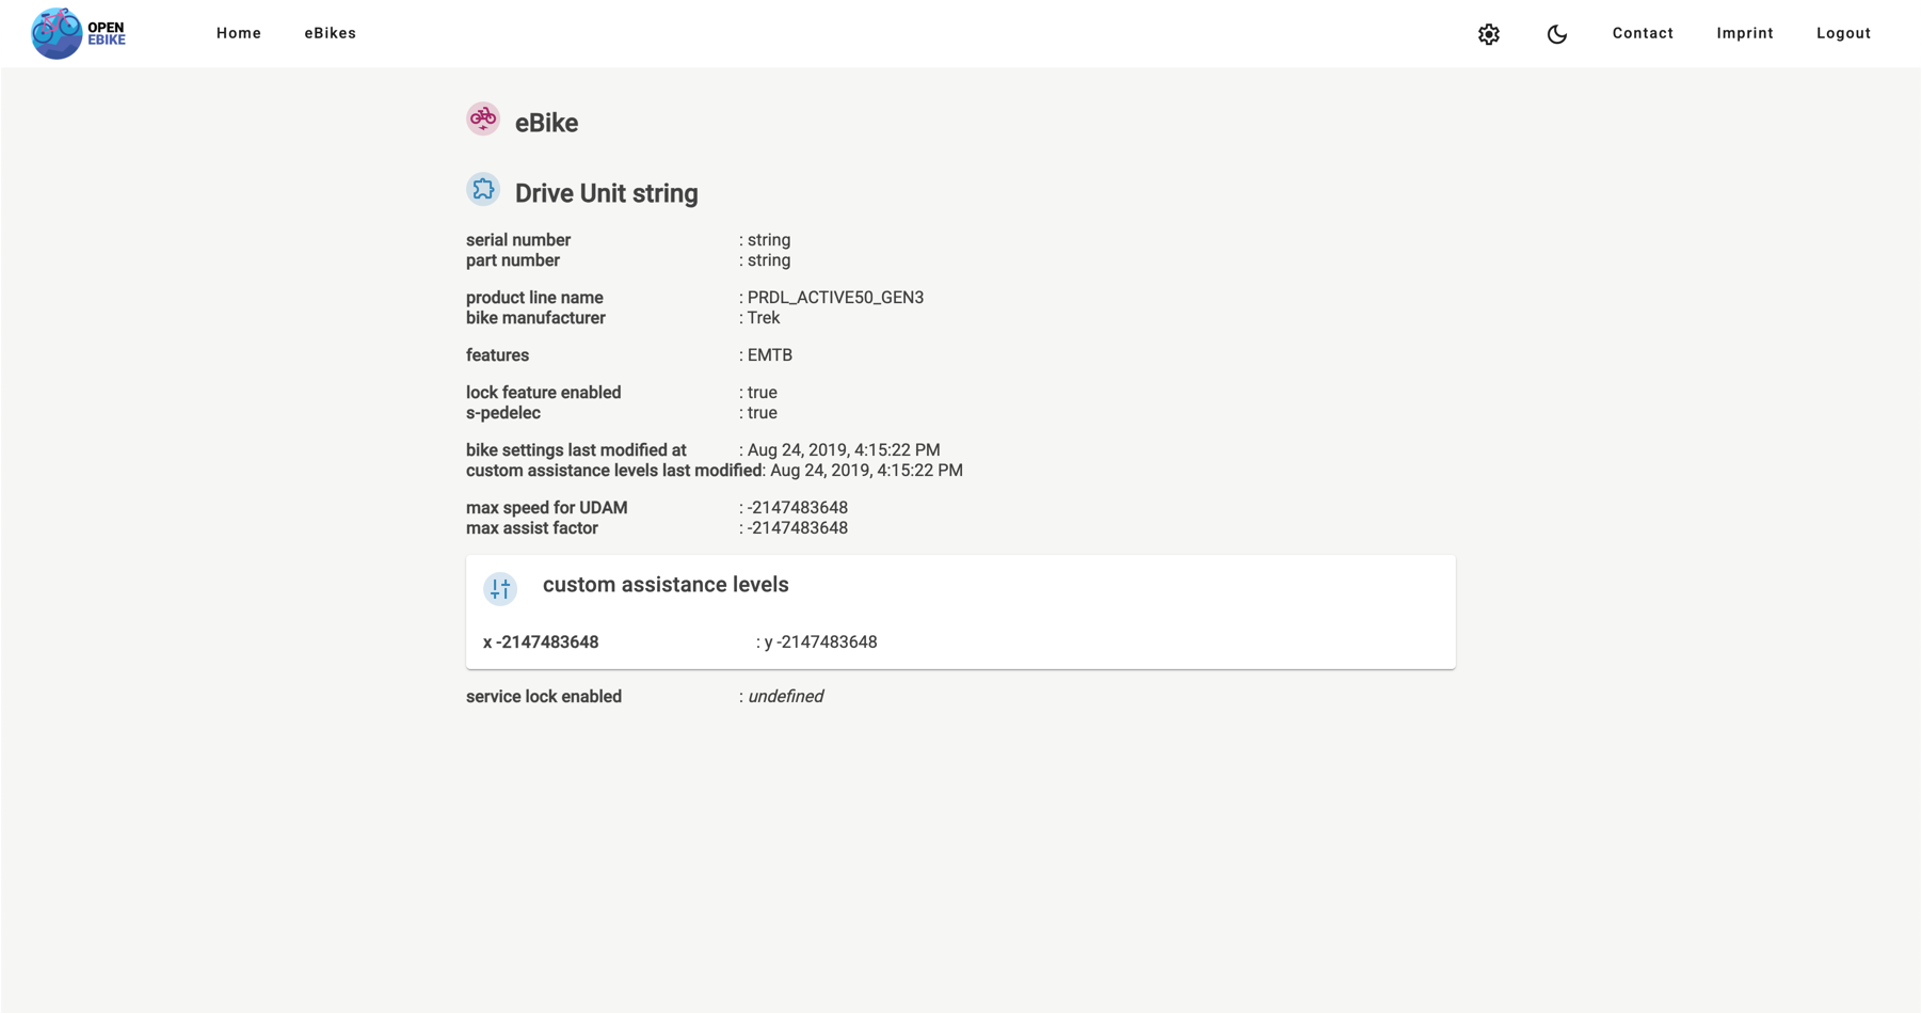 OPEN
EBIKE
Home eBikes Contact Imprint Logout
eBike
Drive Unit string
serial number : string
part number : string
product line name : PRDL_ACTIVE50_GEN3
bike manufacturer : Trek
features : EMTB
lock feature enabled : true
s-pedelec : true
bike settings last modified at : Aug 24, 2019, 4:15:22 PM
custom assistance levels last modified: Aug 24, 2019, 4:15:22 PM
max speed for UDAM : -2147483648
max assist factor : -2147483648
custom assistance levels
x -2147483648 : y -2147483648
service lock enabled : undefined